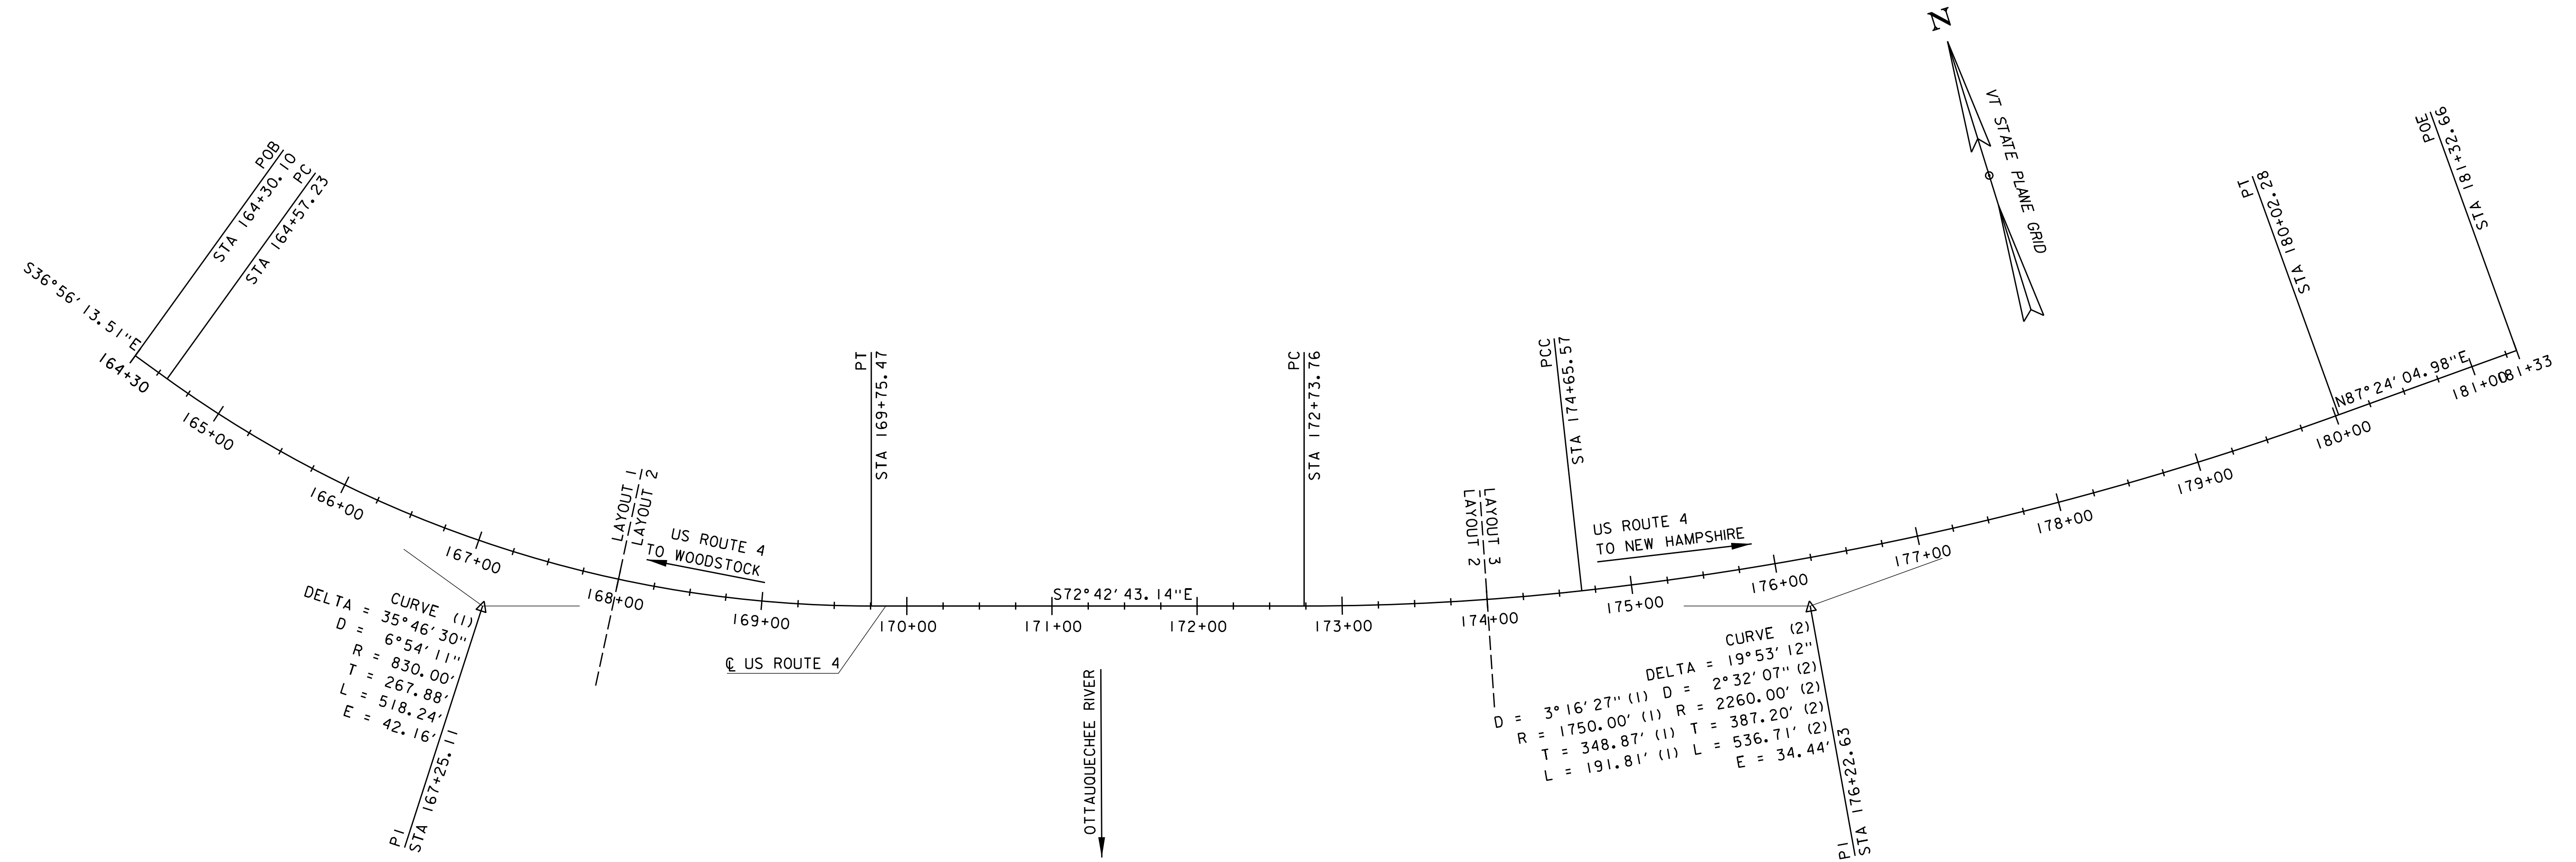 N
VT STATE PLANE GRID
POB
STA 164+30.10
PC
STA 164+57.23
S36°56'13.51"E
164+30
165+00
166+00
167+00
168+00
169+00
170+00
171+00
172+00
173+00
174+00
175+00
176+00
177+00
178+00
179+00
180+00
181+00
181+33
LAYOUT 1
LAYOUT 2
US ROUTE 4
TO WOODSTOCK
PT
STA 169+75.47
S72°42'43.14"E
PC
STA 172+73.76
LAYOUT 3
LAYOUT 2
PCC
STA 174+65.57
US ROUTE 4
TO NEW HAMPSHIRE
PT
STA 180+02.28
N87°24'04.98"E
POE
STA 181+32.66
℄ US ROUTE 4
OTTAUQUECHEE RIVER
CURVE (1)
DELTA = 35°46'30"
D = 6°54'11"
R = 830.00'
T = 267.88'
L = 518.24'
E = 42.16'
PI
STA 167+25.11
CURVE (2)
DELTA = 19°53'12"
D = 3°16'27" (1) D = 2°32'07" (2)
R = 1750.00' (1) R = 2260.00' (2)
T = 348.87' (1) T = 387.20' (2)
L = 191.81' (1) L = 536.71' (2)
E = 34.44'
PI
STA 176+22.63